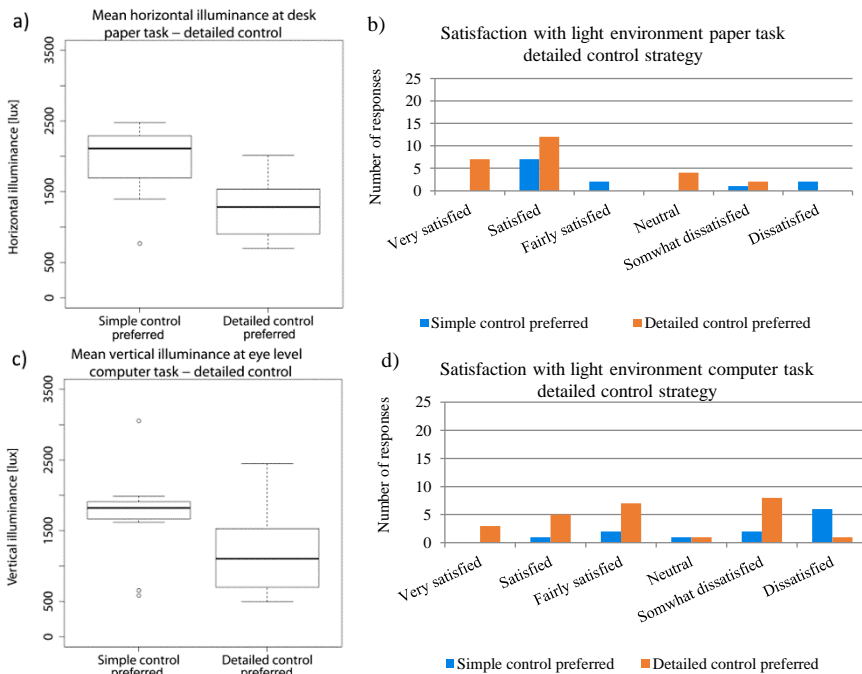 a)
Mean horizontal illuminance at desk
paper task – detailed control
Horizontal illuminance [lux]
3500
2500
1500
500
0
Simple control
preferred
Detailed control
preferred
b)
Satisfaction with light environment paper task
detailed control strategy
Number of responses
25
20
15
10
5
0
Very satisfied
Satisfied
Fairly satisfied
Neutral
Somwhat dissatisfied
Dissatisfied
Simple control preferred
Detailed control preferred
c)
Mean vertical illuminance at eye level
computer task – detailed control
Vertical illuminance [lux]
3500
2500
1500
500
0
Simple control
preferred
Detailed control
preferred
d)
Satisfaction with light environment computer task
detailed control strategy
Number of responses
25
20
15
10
5
0
Very satisfied
Satisfied
Fairly satisfied
Neutral
Somwhat dissatisfied
Dissatisfied
Simple control preferred
Detailed control preferred